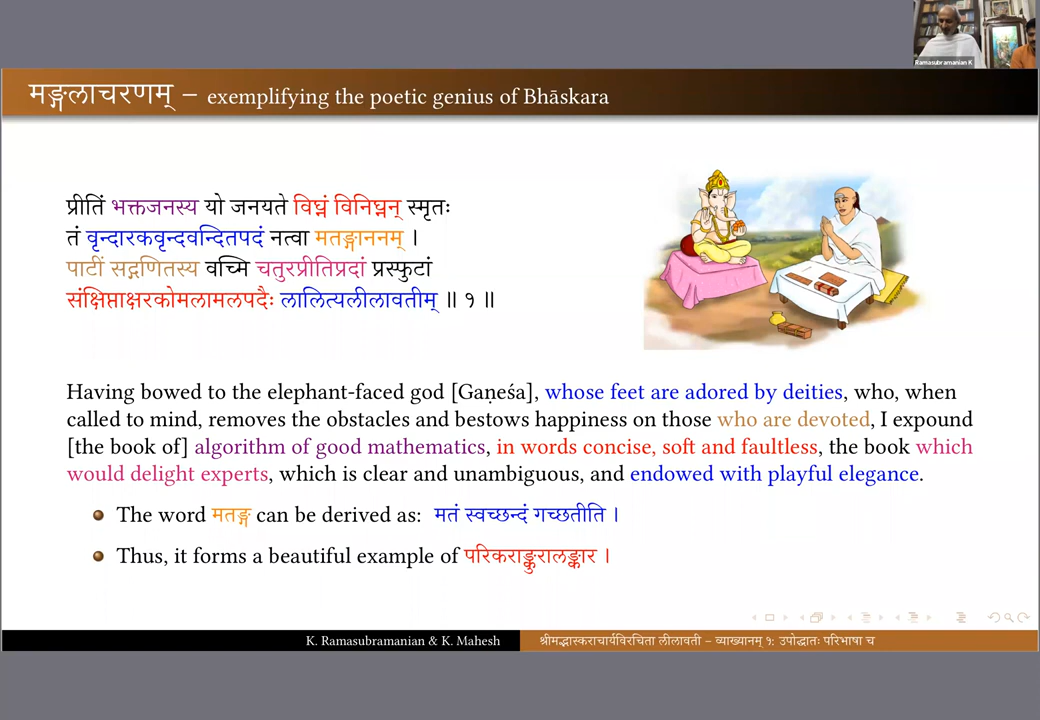 Ramasubramanian K
मङ्गलाचरणम् – exemplifying the poetic genius of Bhāskara
प्रीतिं भक्तजनस्य यो जनयते विघ्नं विनिघ्नन् स्मृतः
तं वृन्दारकवृन्दवन्दितपदं नत्वा मतङ्गाननम् ।
पाटीं सद्गणितस्य वच्मि चतुरप्रीतिप्रदां प्रस्फुटां
संक्षिप्ताक्षरकोमलामलपदैः लालित्यलीलावतीम् ॥ १ ॥
Having bowed to the elephant-faced god [Gaṇeśa], whose feet are adored by deities, who, when
called to mind, removes the obstacles and bestows happiness on those who are devoted, I expound
[the book of] algorithm of good mathematics, in words concise, soft and faultless, the book which
would delight experts, which is clear and unambiguous, and endowed with playful elegance.
The word मतङ्ग can be derived as: मतं स्वच्छन्दं गच्छतीति ।
Thus, it forms a beautiful example of परिकराङ्कुरालङ्कार ।
K. Ramasubramanian & K. Mahesh
श्रीमद्भास्कराचार्यविरचिता लीलावती – व्याख्यानम् १: उपोद्घातः परिभाषा च